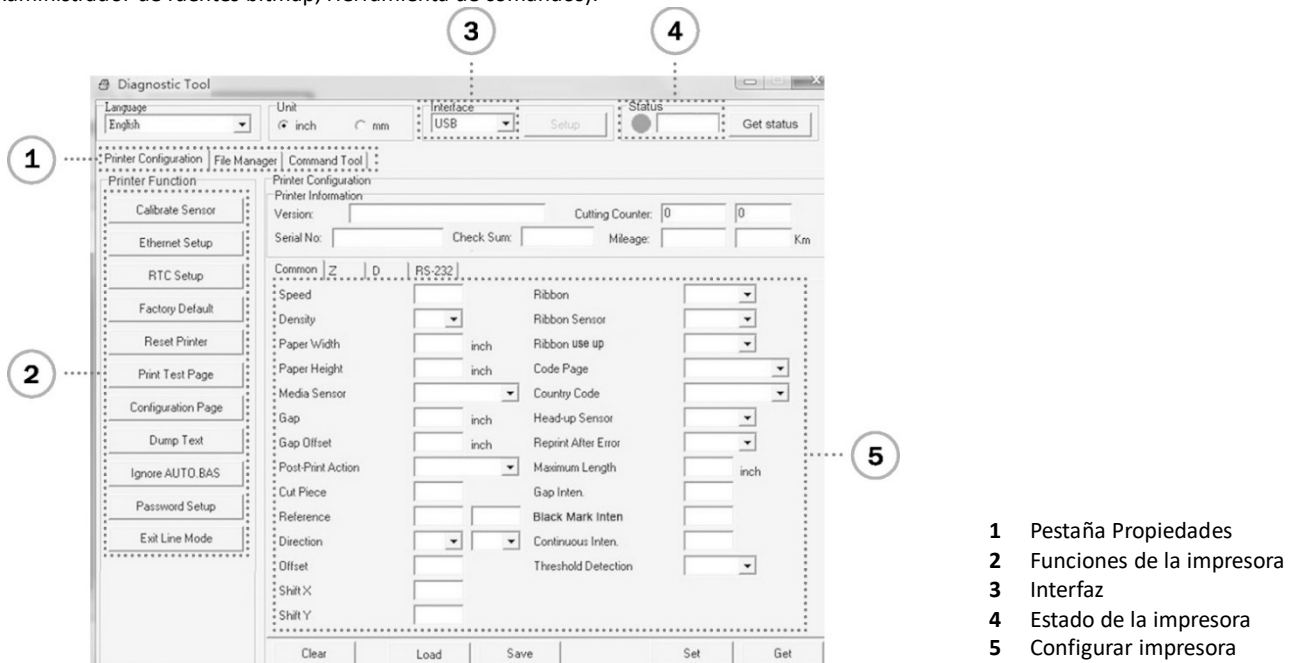 administrador de fuentes bitmap, Herramienta de comandos).
3 4
Diagnostic Tool
Language Unit Interface Status
English inch mm USB Setup Get status
1
Printer Configuration File Manager Command Tool
Printer Function Printer Configuration
Printer Information
Calibrate Sensor Version: Cutting Counter: 0 0
Ethernet Setup Serial No: Check Sum: Mileage: Km
RTC Setup Common Z D RS-232
Speed Ribbon
Factory Default Density Ribbon Sensor
Reset Printer Paper Width inch Ribbon use up
2 Print Test Page Paper Height inch Code Page
Media Sensor Country Code
Configuration Page Gap inch Head-up Sensor
Dump Text Gap Offset inch Reprint After Error
Ignore AUTO.BAS Post-Print Action Maximum Length inch 5
Cut Piece Gap Inten.
Password Setup Reference Black Mark Inten
Exit Line Mode Direction Continuous Inten.
Offset Threshold Detection
Shift X
Shift Y
Clear Load Save Set Get
1 Pestaña Propiedades
2 Funciones de la impresora
3 Interfaz
4 Estado de la impresora
5 Configurar impresora